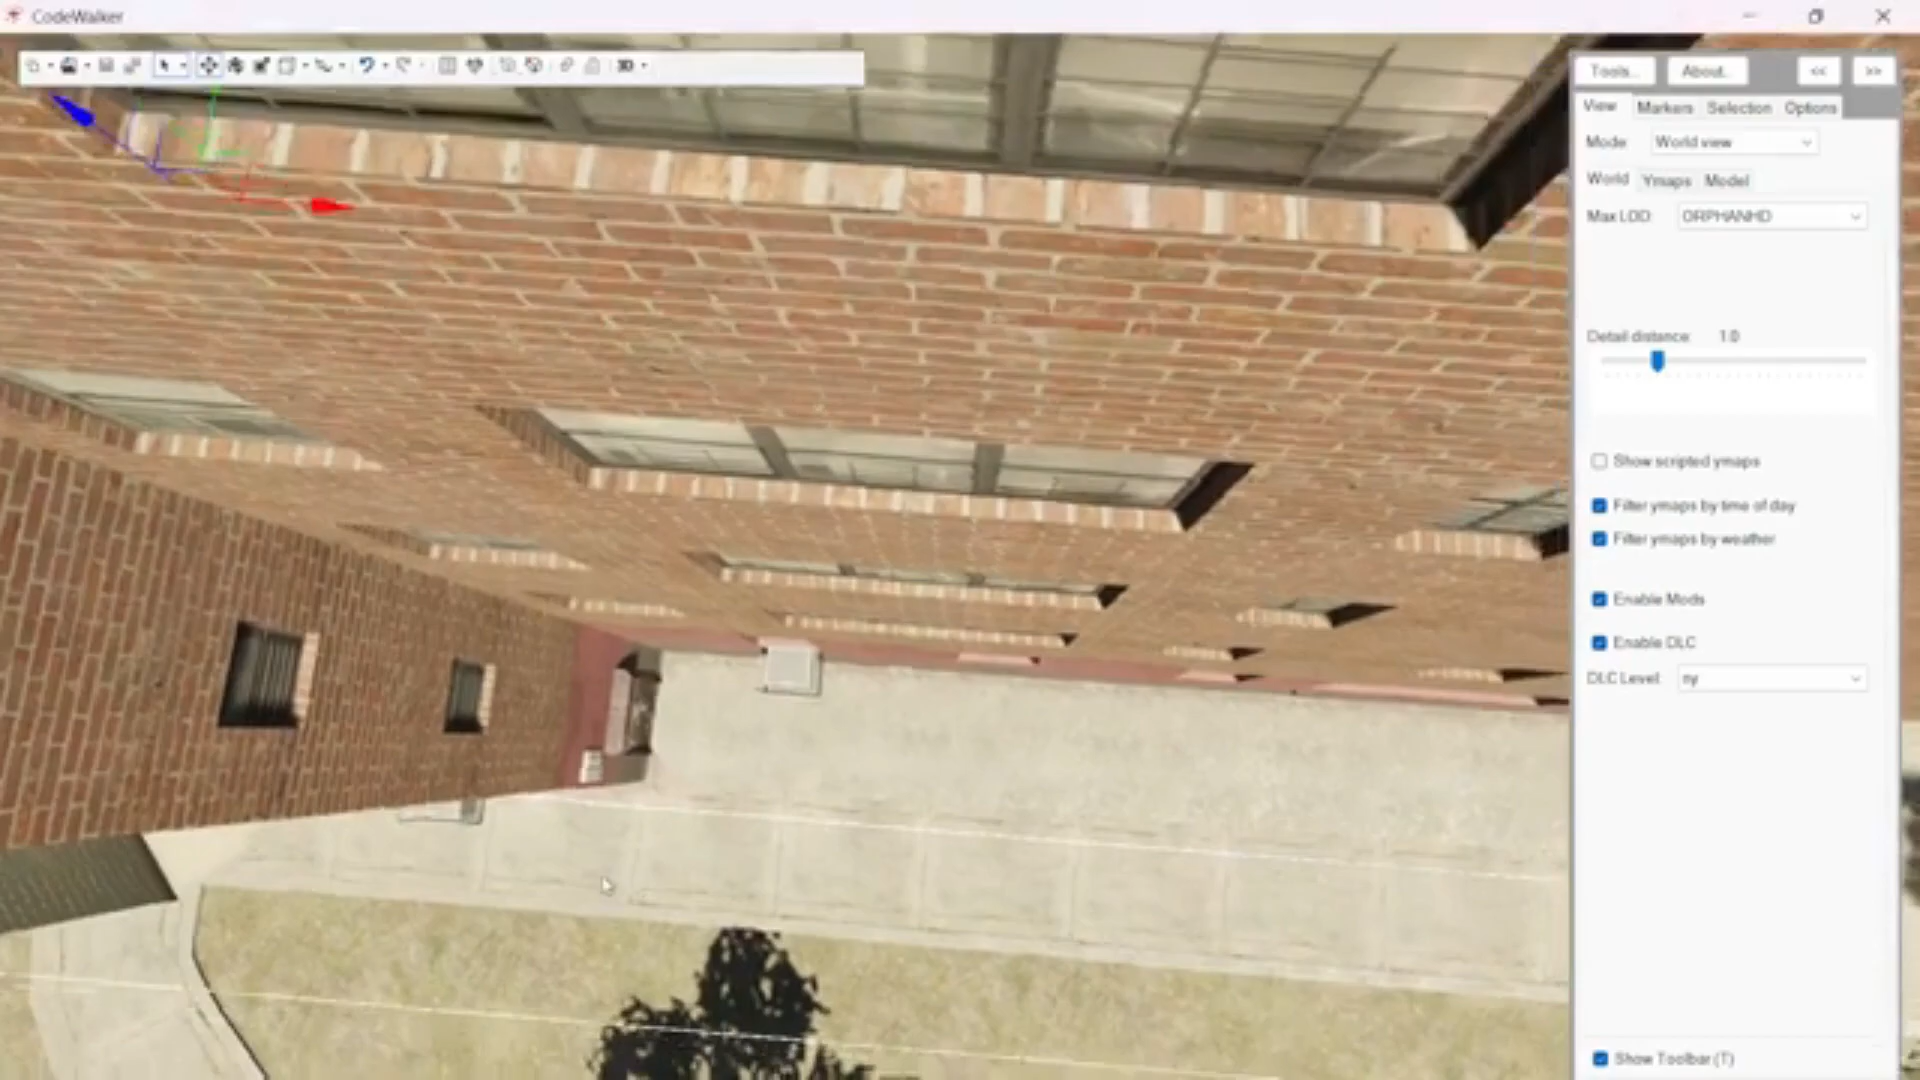 CodeWalker
3D
Tools... About... << >>
View Markers Selection Options
Mode: World view
World Ymaps Model
Max LOD: ORPHANHD
Detail distance: 1.0
Show scripted ymaps
Filter ymaps by time of day
Filter ymaps by weather
Enable Mods
Enable DLC
DLC Level: ny
Show Toolbar (T)